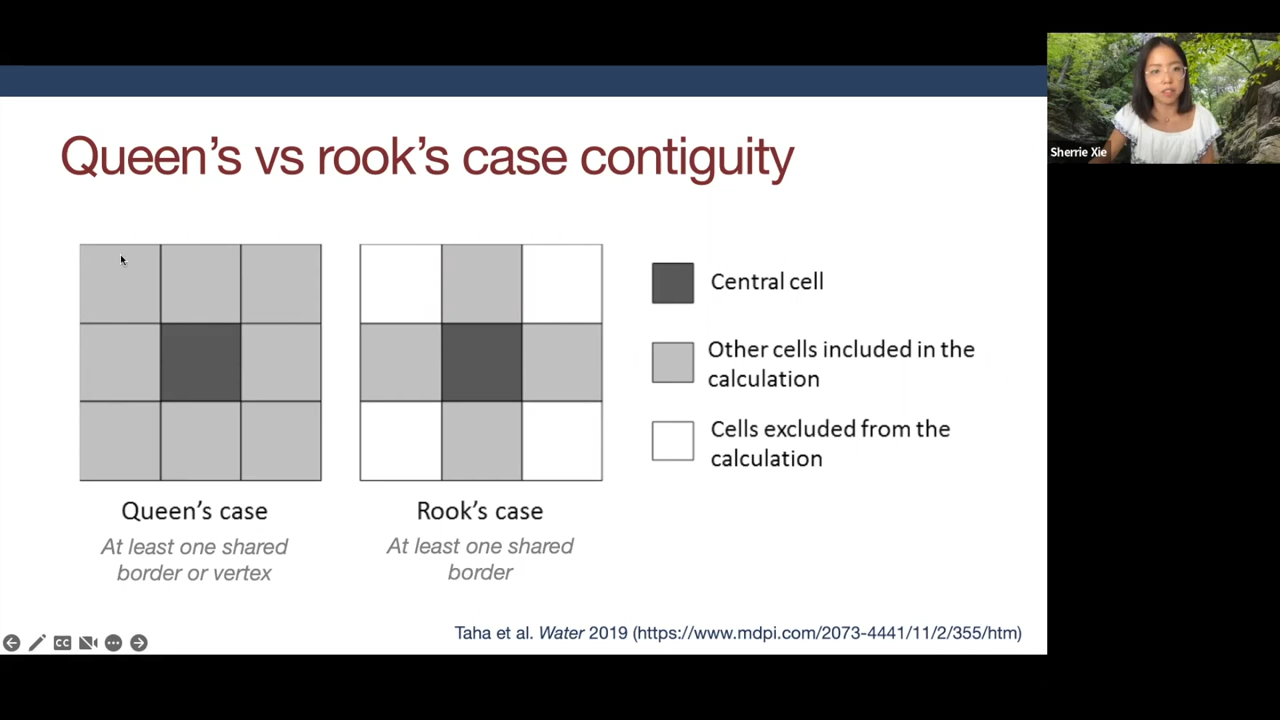 Queen's vs rook's case contiguity
Sherrie Xie
Central cell
Other cells included in the
calculation
Cells excluded from the
calculation
Queen's case
At least one shared
border or vertex
Rook's case
At least one shared
border
Taha et al. Water 2019 (https://www.mdpi.com/2073-4441/11/2/355/htm)
CC